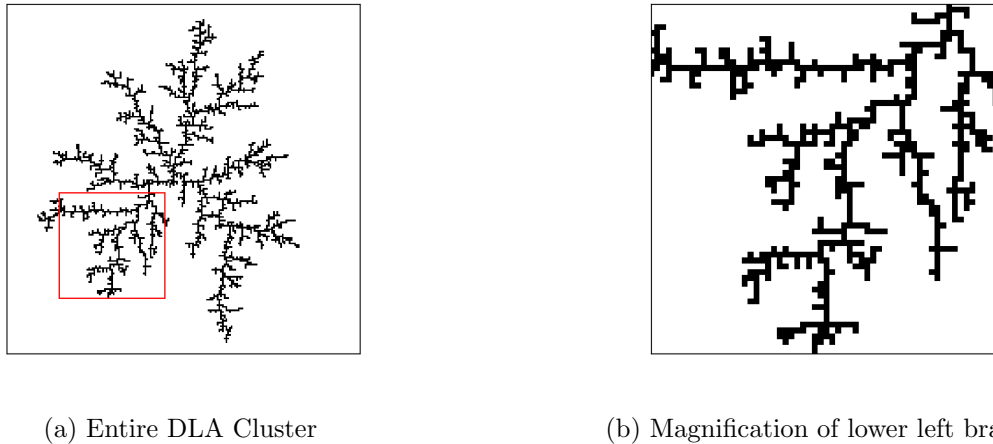 (a) Entire DLA Cluster
(b) Magnification of lower left bra